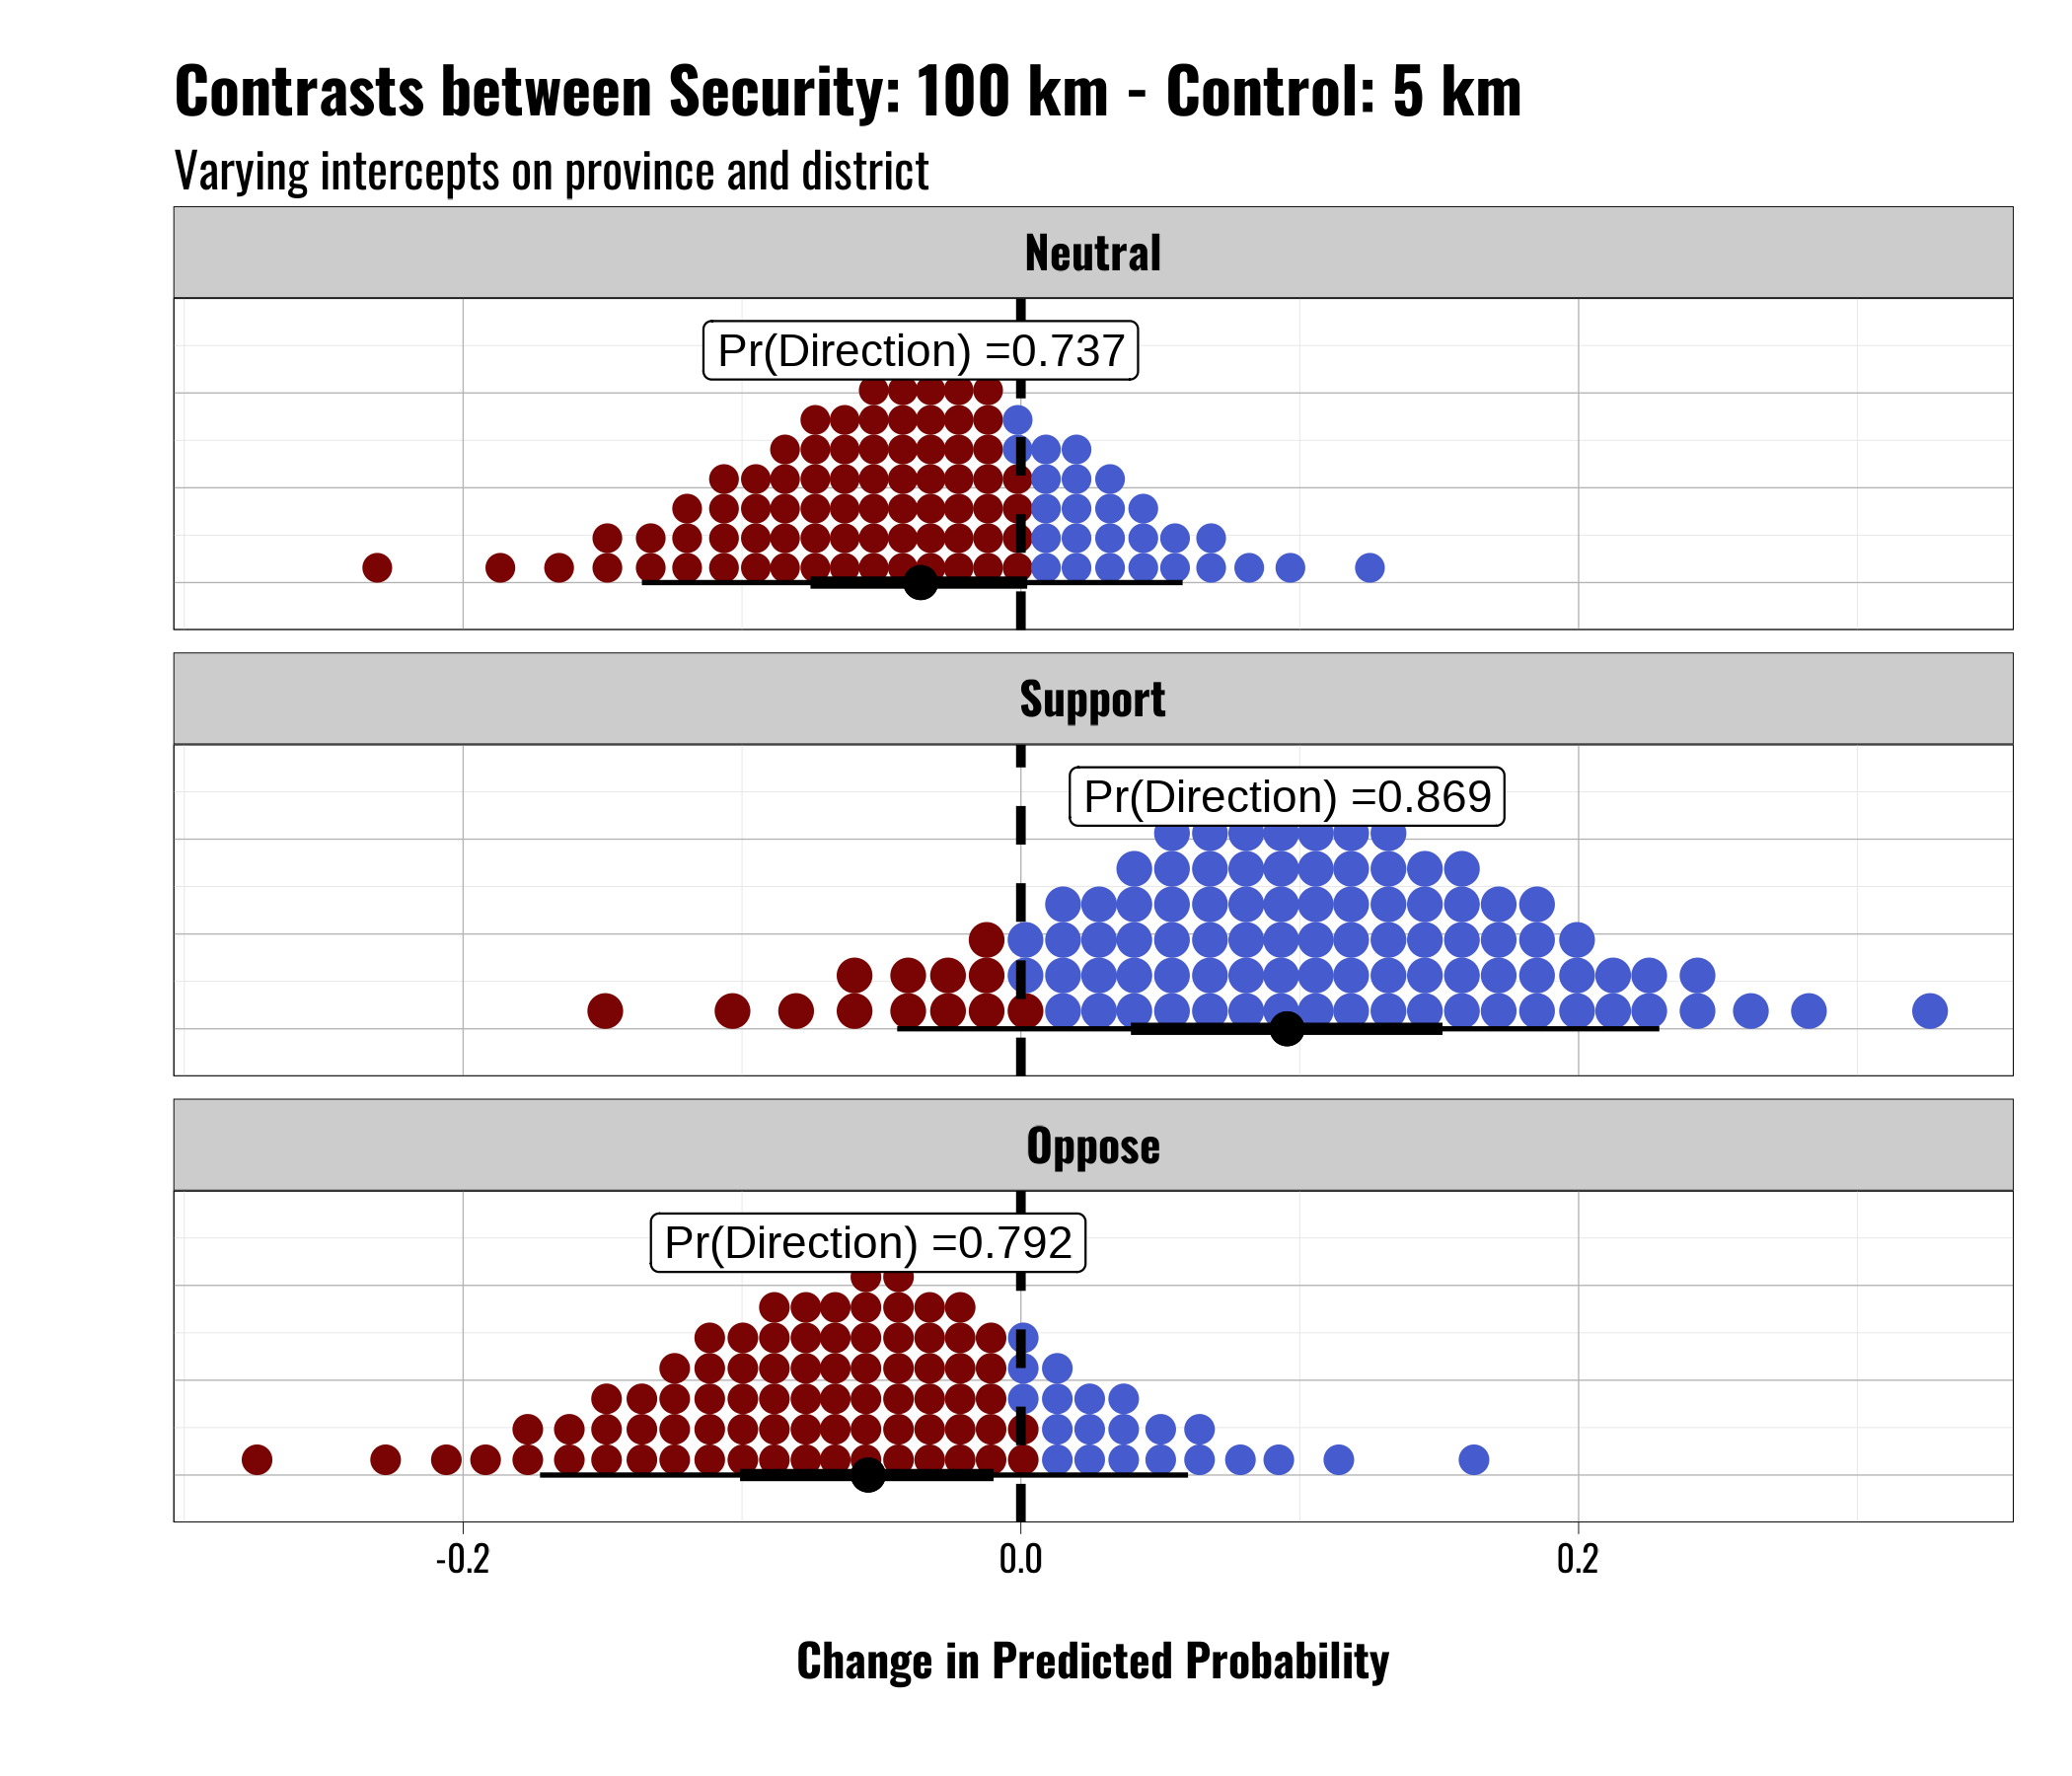 Contrasts between Security: 100 km - Control: 5 km
Varying intercepts on province and district
Neutral
Pr(Direction) =0.737
Support
Pr(Direction) =0.869
Oppose
Pr(Direction) =0.792
-0.2 0.0 0.2
Change in Predicted Probability